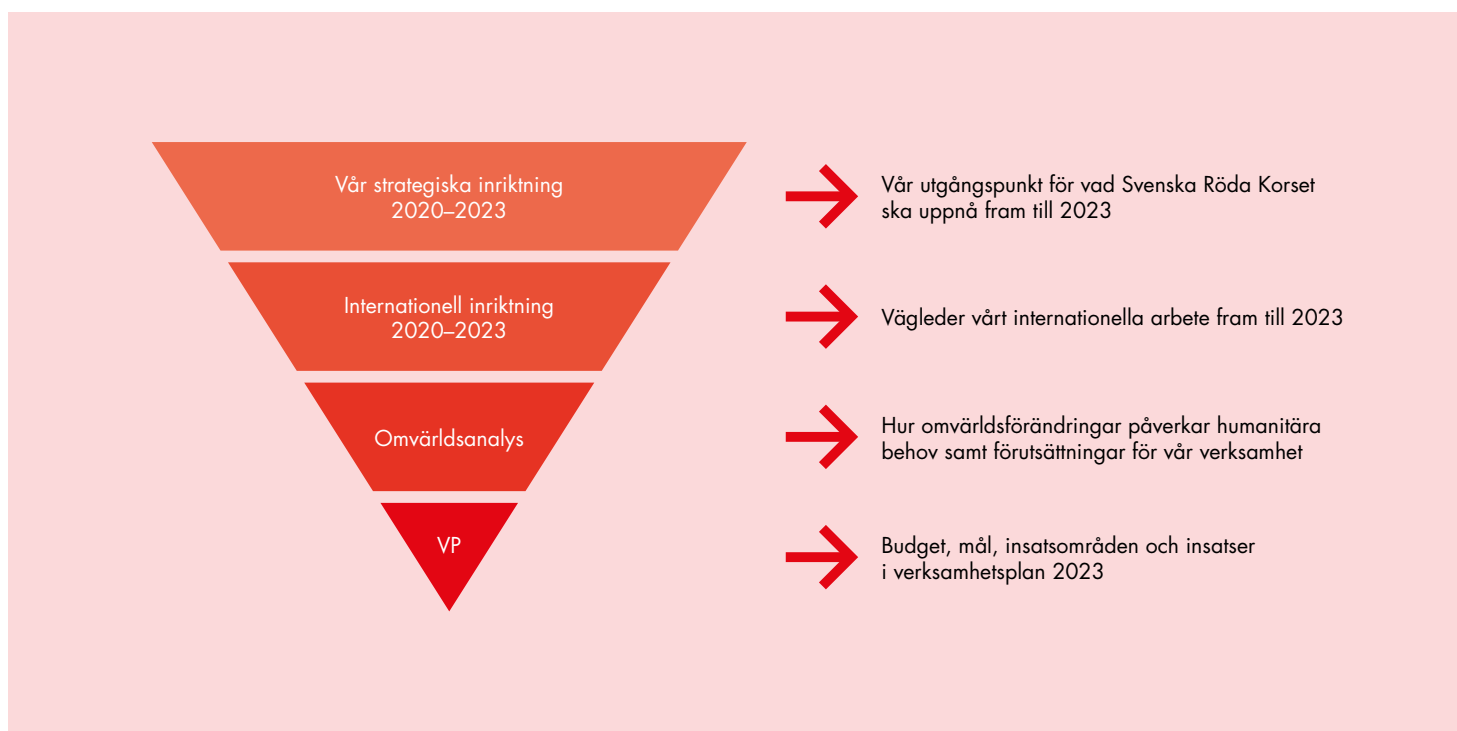 Vår strategiska inriktning
2020–2023
Vår utgångspunkt för vad Svenska Röda Korset
ska uppnå fram till 2023
Internationell inriktning
2020–2023
Vägleder vårt internationella arbete fram till 2023
Omvärldsanalys
Hur omvärldsförändringar påverkar humanitära
behov samt förutsättningar för vår verksamhet
VP
Budget, mål, insatsområden och insatser
i verksamhetsplan 2023